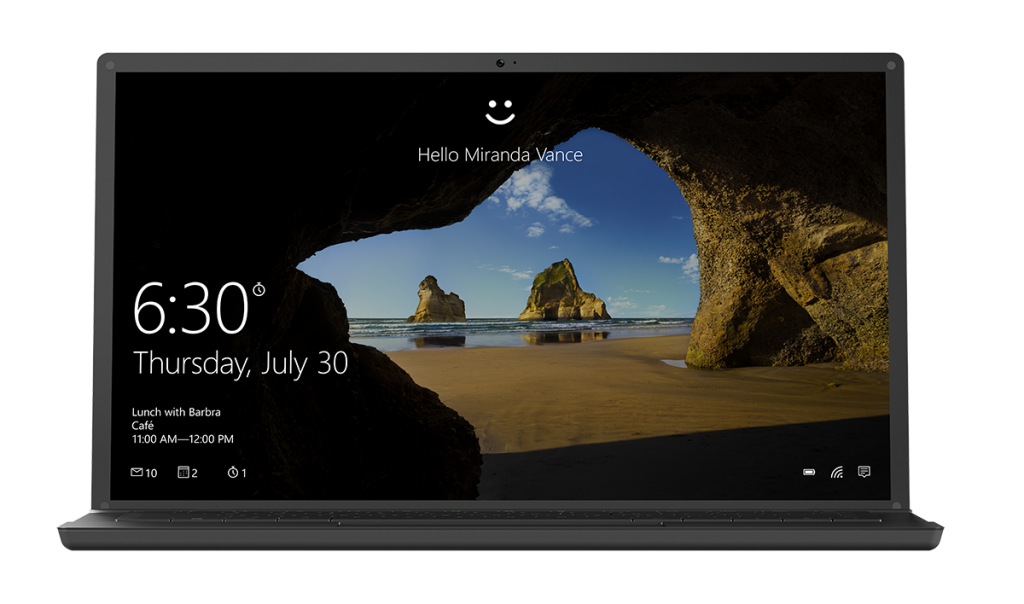 Hello Miranda Vance
6:30
Thursday, July 30
Lunch with Barbra
Café
11:00 AM—12:00 PM
10 2 1